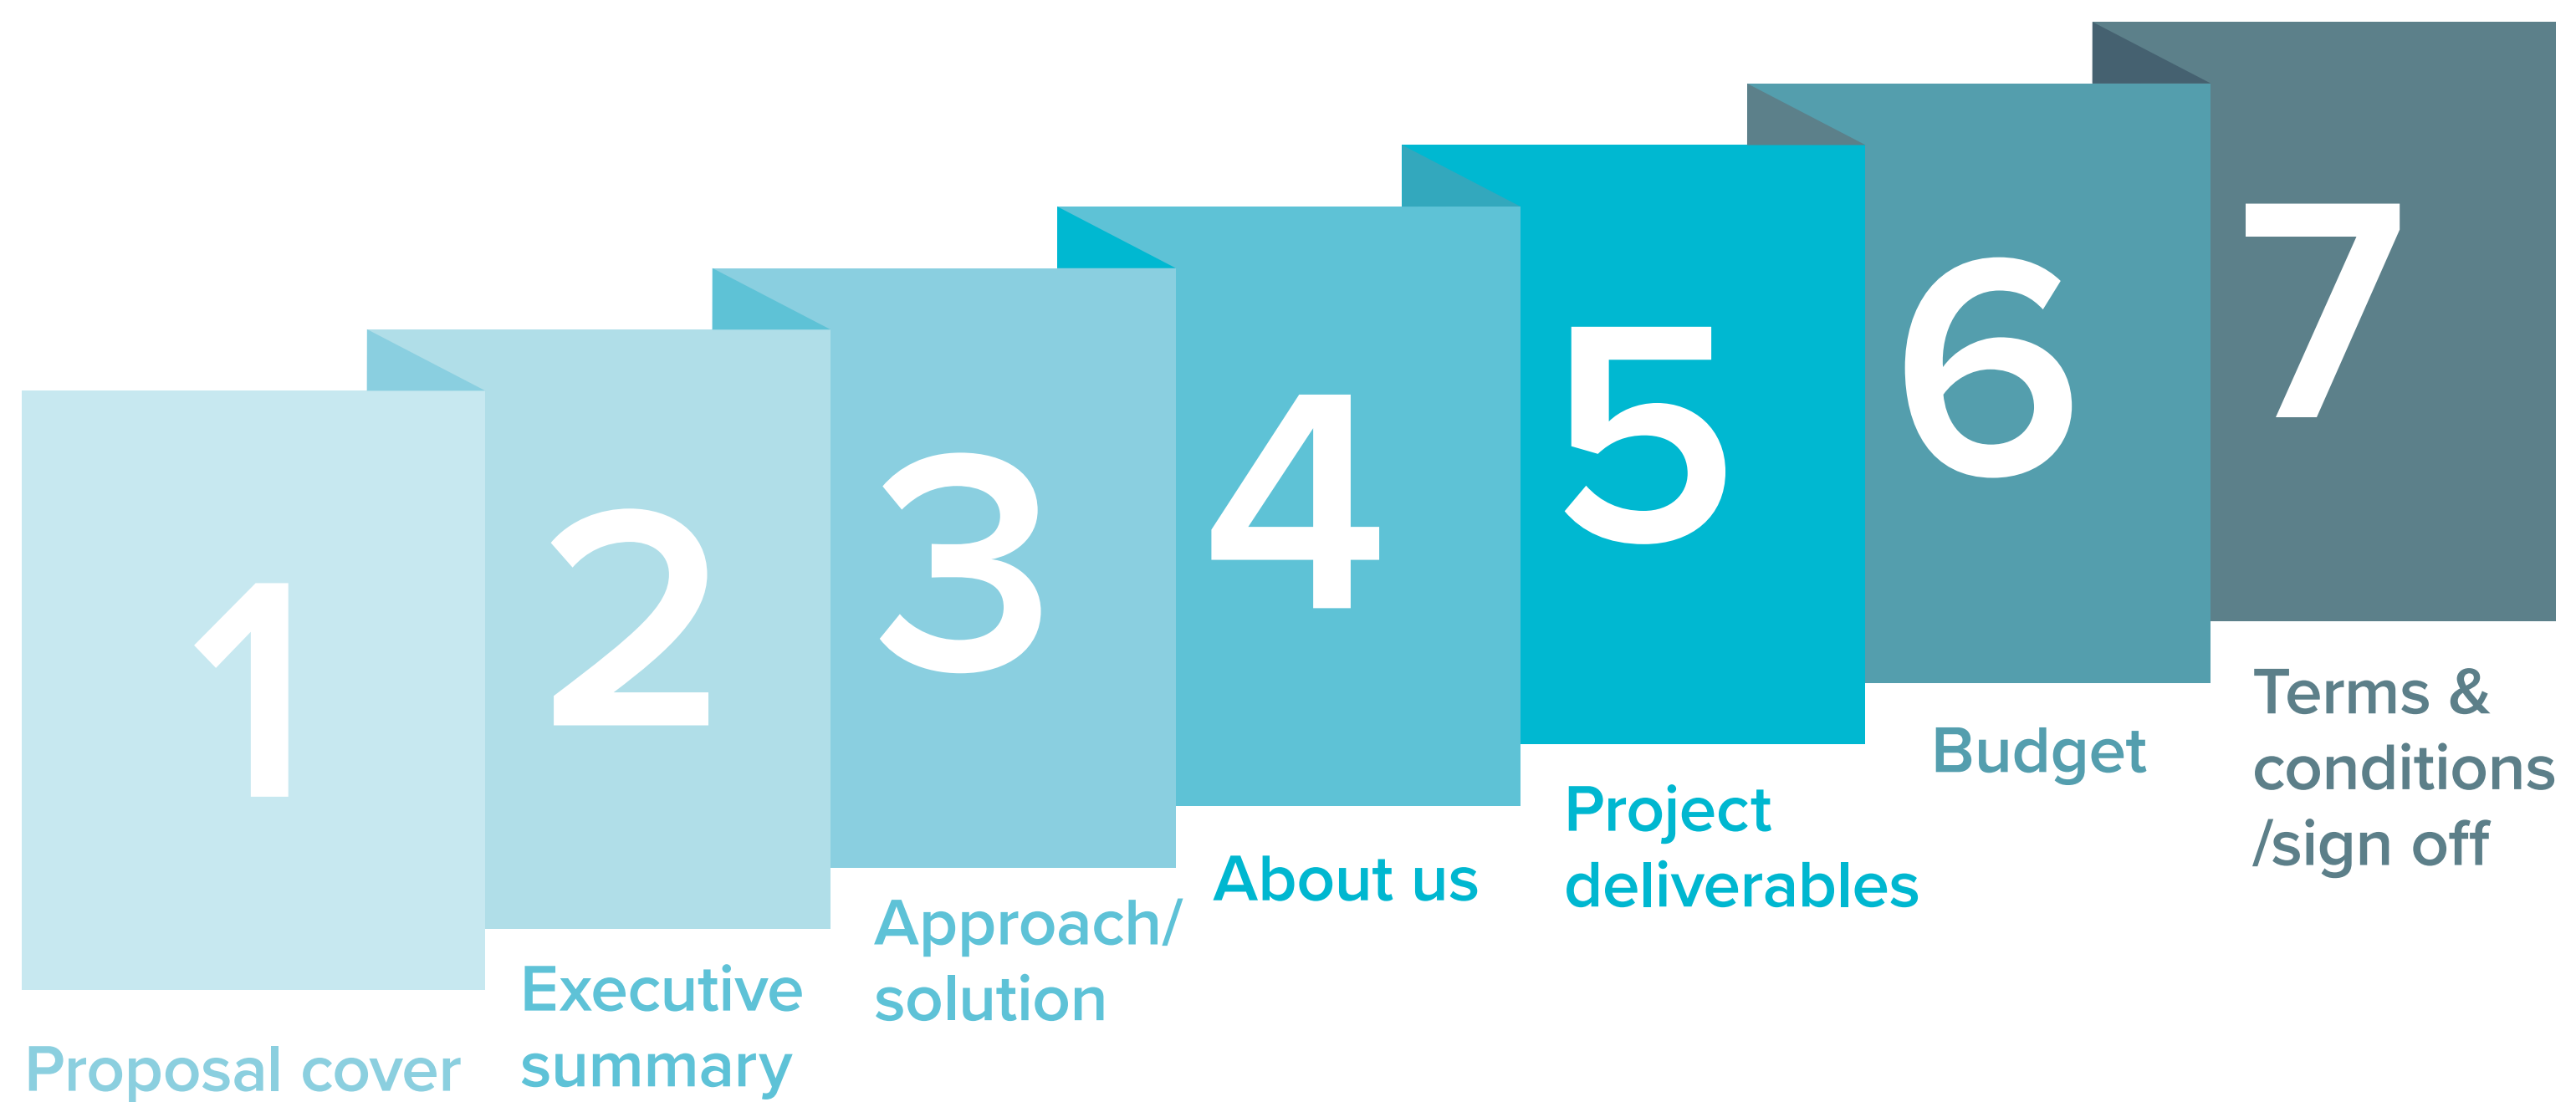 1
Proposal cover
2
Executive
summary
3
Approach/
solution
4
About us
5
Project
deliverables
6
Budget
7
Terms &
conditions
/sign off